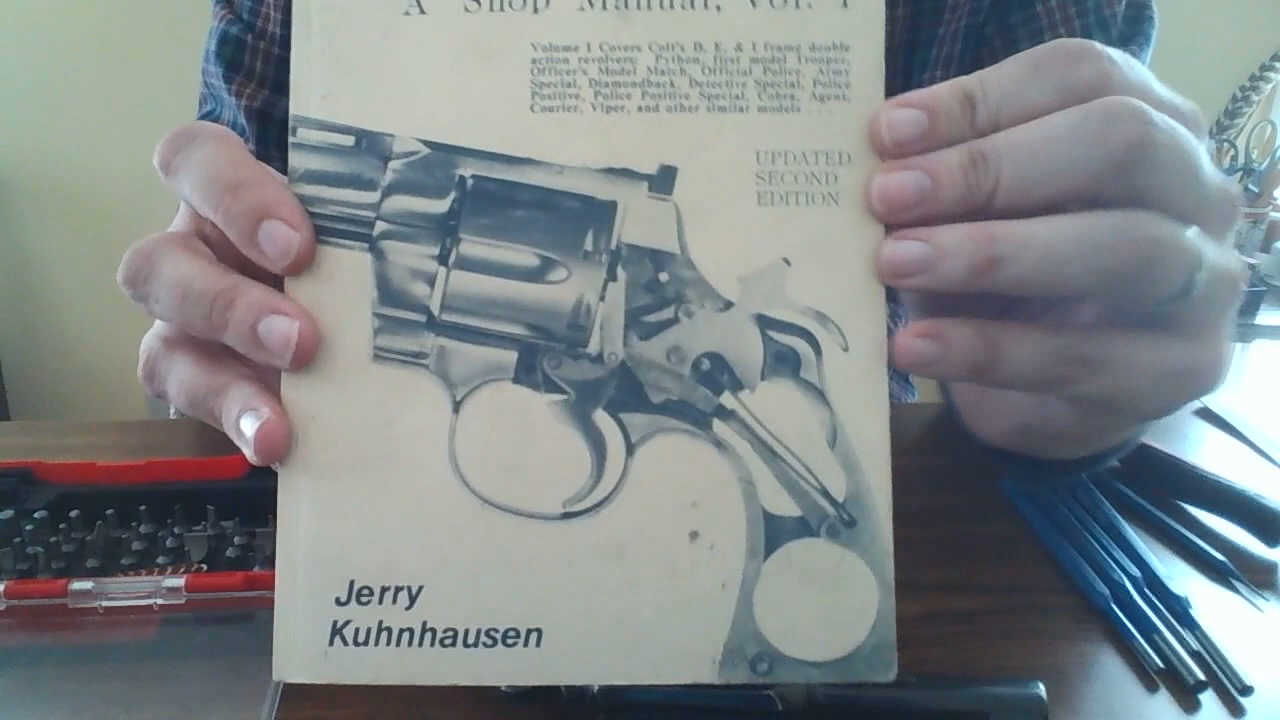 A Shop Manual, Vol. I
Volume I Covers Colt's D, E, & I frame double
action revolvers: Python, first model Trooper,
Officer's Model Match, Official Police, Army
Special, Diamondback, Detective Special, Police
Positive, Police Positive Special, Cobra, Agent,
Courier, Viper, and other similar models . . .
UPDATED
SECOND
EDITION
Jerry
Kuhnhausen